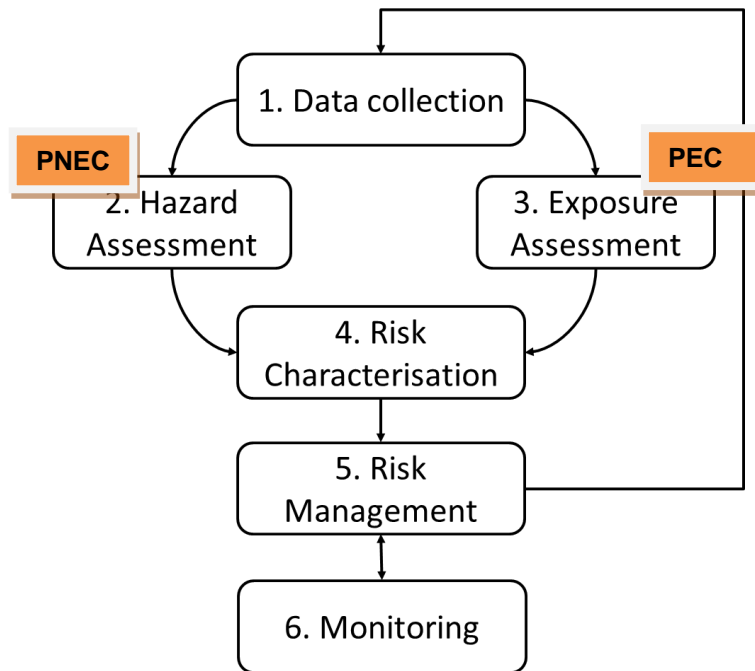 1. Data collection
PNEC
PEC
2. Hazard
Assessment
3. Exposure
Assessment
4. Risk
Characterisation
5. Risk
Management
6. Monitoring